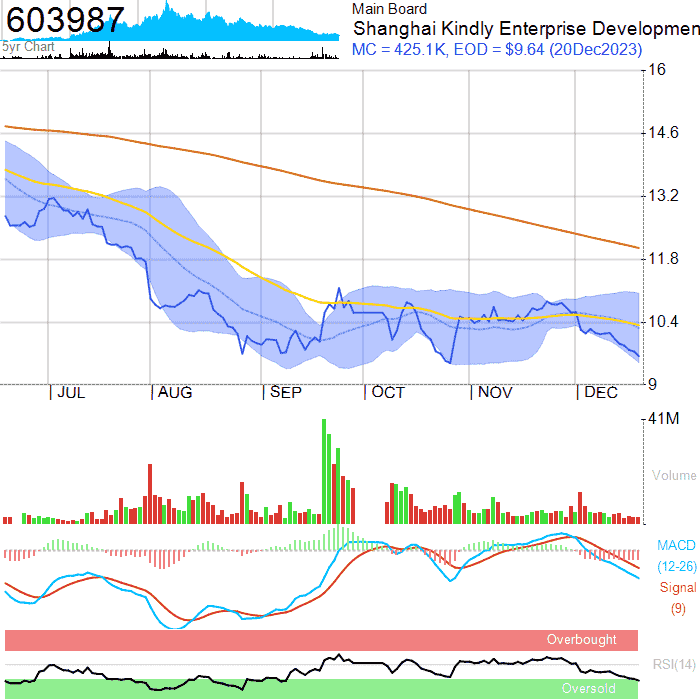 603987
5yr Chart
Main Board
Shanghai Kindly Enterprise Developmen
MC = 425.1K, EOD = $9.64 (20Dec2023)
16
14.6
13.2
11.8
10.4
9
JUL AUG SEP OCT NOV DEC
41M
Volume
MACD
(12-26)
Signal
(9)
Overbought
RSI(14)
Oversold